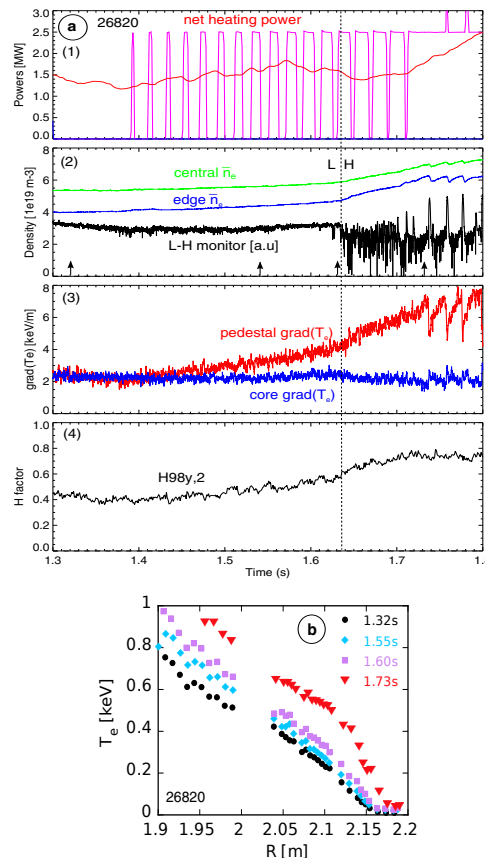 a 26820
net heating power
(1)
Powers [MW]
3.0
2.5
2.0
1.5
1.0
0.5
0.0
(2)
L H
central n̅e
edge n̅e
L-H monitor [a.u]
Density [1e19 m-3]
8
6
4
2
(3)
pedestal grad(Te)
core grad(Te)
grad(Te) [keV/m]
8
6
4
2
0
(4)
H98y,2
H factor
1.0
0.8
0.6
0.4
0.2
0.0
1.3 1.4 1.5 1.6 1.7 1.8
Time (s)
b
1.32s
1.55s
1.60s
1.73s
Te [keV]
1
0.8
0.6
0.4
0.2
0
26820
1.9 1.95 2 2.05 2.1 2.15 2.2
R [m]